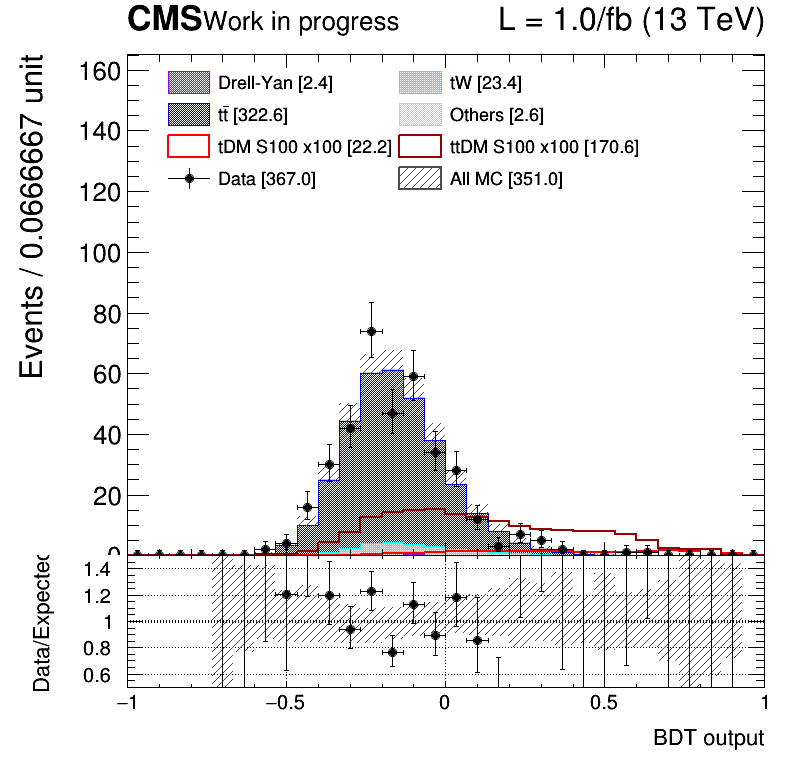 CMS Work in progress L = 1.0/fb (13 TeV)
Events / 0.0666667 unit
160
140
120
100
80
60
40
20
0
Drell-Yan [2.4] tW [23.4]
tt̄ [322.6] Others [2.6]
tDM S100 x100 [22.2] ttDM S100 x100 [170.6]
Data [367.0] All MC [351.0]
Data/Expected
1.4
1.2
1
0.8
0.6
−1 −0.5 0 0.5 1
BDT output